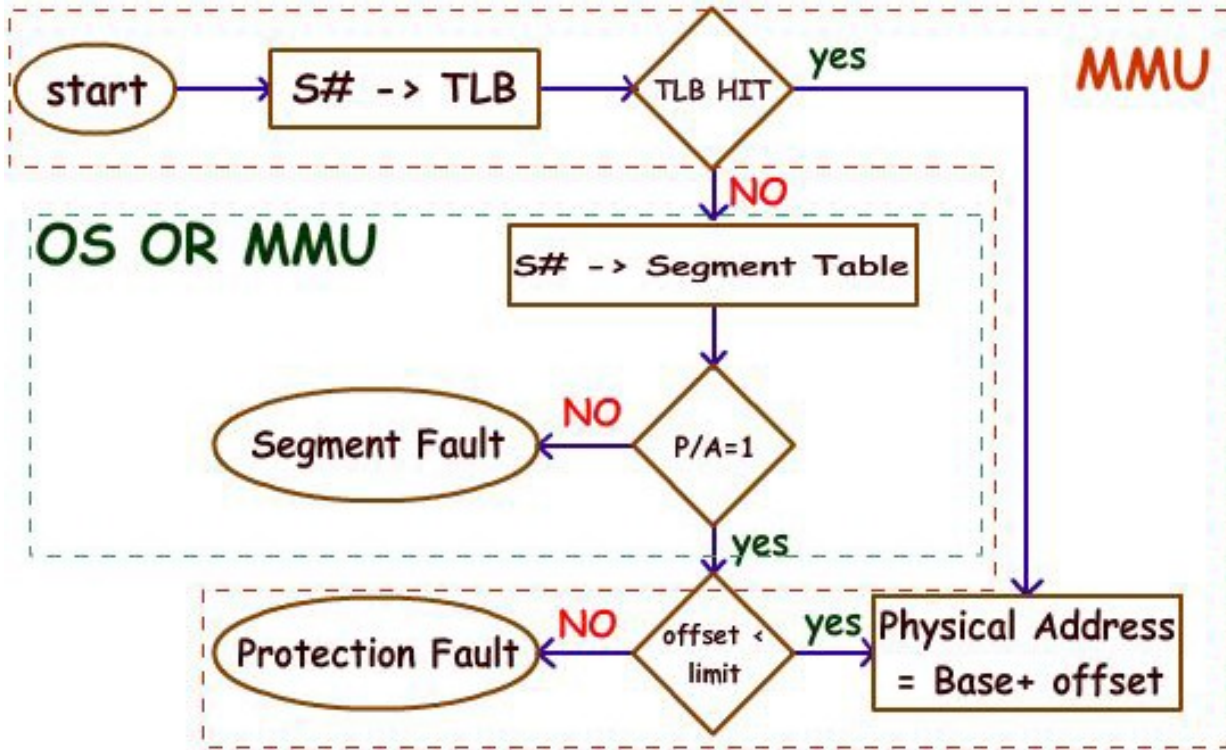 start
S# -> TLB
TLB HIT
yes
MMU
NO
OS OR MMU
S# -> Segment Table
Segment Fault
NO
P/A=1
yes
Protection Fault
NO
offset <
limit
yes
Physical Address
= Base+ offset